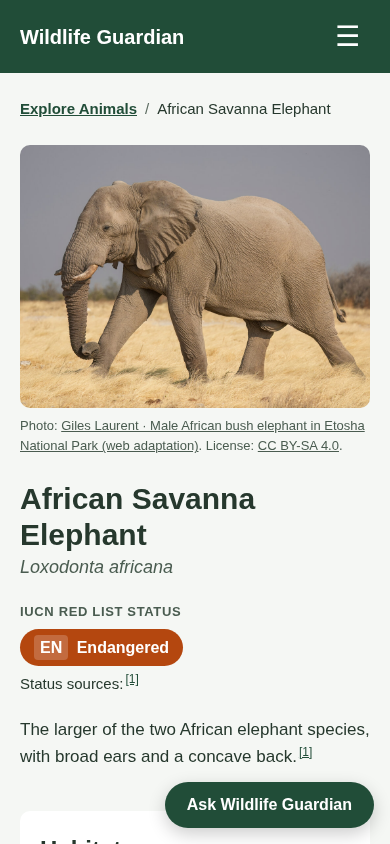 Wildlife Guardian
Explore Animals / African Savanna Elephant
Photo: Giles Laurent · Male African bush elephant in Etosha
National Park (web adaptation). License: CC BY-SA 4.0.
African Savanna
Elephant
Loxodonta africana
IUCN RED LIST STATUS
EN Endangered
Status sources: [1]
The larger of the two African elephant species,
with broad ears and a concave back. [1]
Ask Wildlife Guardian